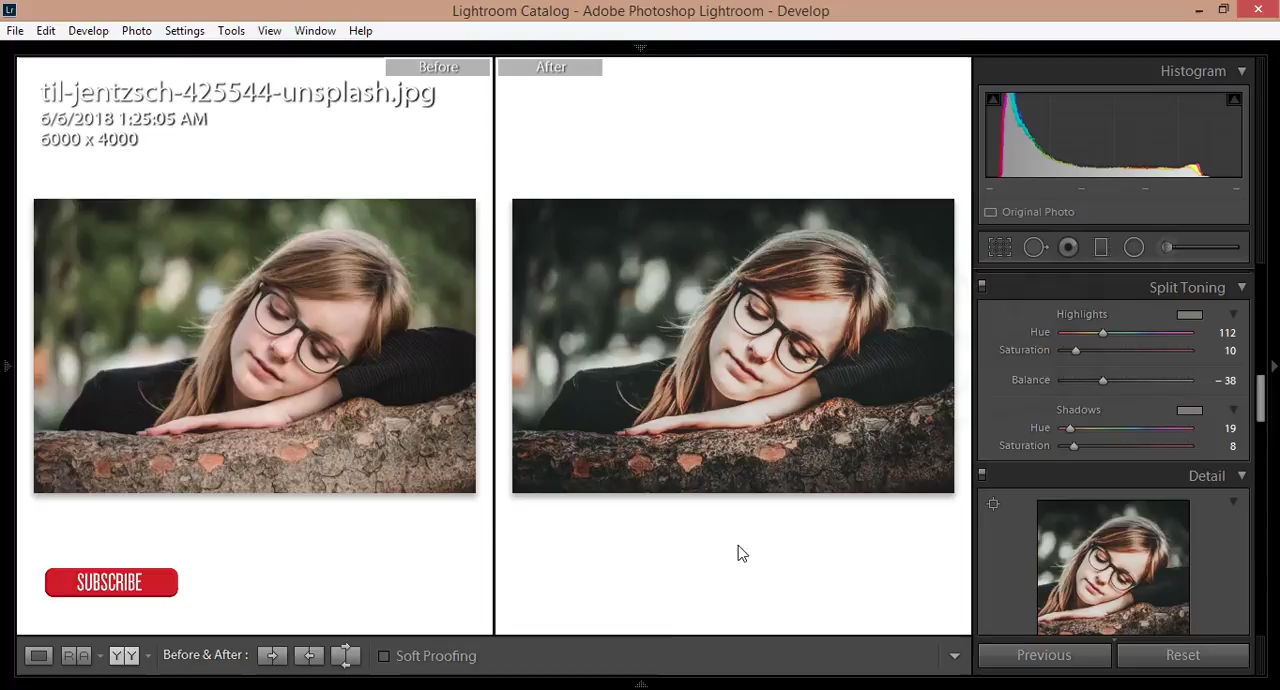 Lr
Lightroom Catalog - Adobe Photoshop Lightroom - Develop
File Edit Develop Photo Settings Tools View Window Help
Before
After
til-jentzsch-425544-unsplash.jpg
6/6/2018 1:25:05 AM
6000 x 4000
SUBSCRIBE
Histogram
Original Photo
Split Toning
Highlights
Hue 112
Saturation 10
Balance – 38
Shadows
Hue 19
Saturation 8
Detail
R A Y Y Before & After : Soft Proofing
Previous Reset